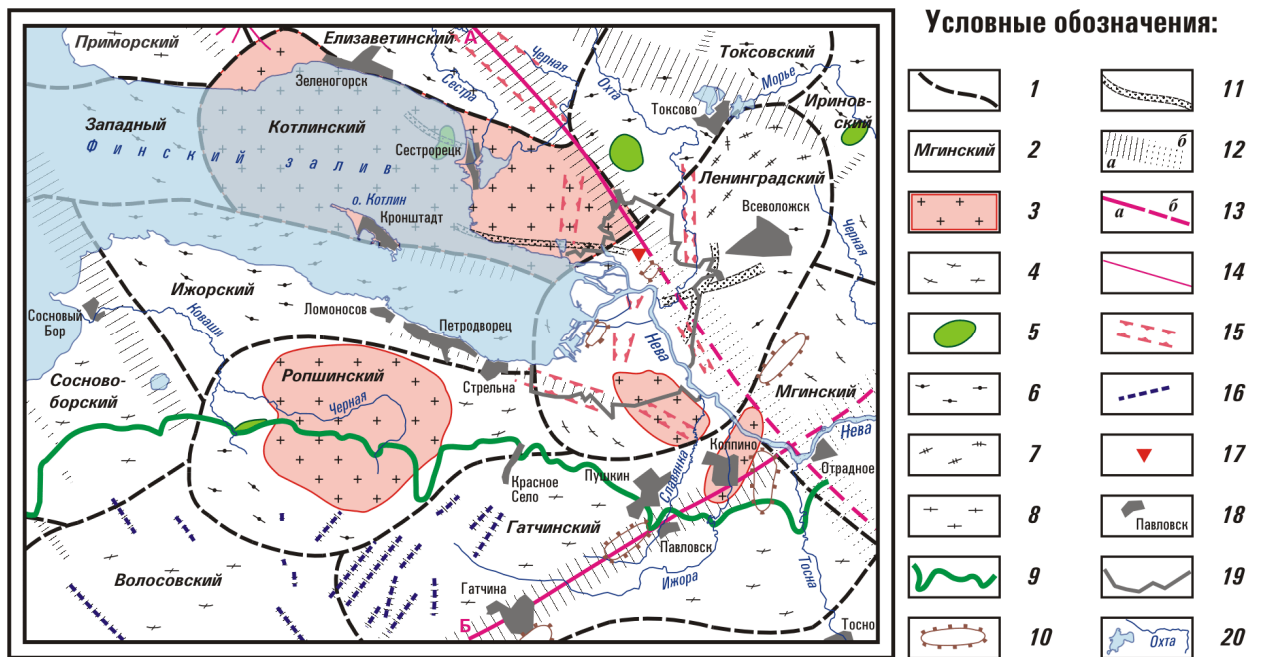 Условные обозначения:
Приморский
Елизаветинский
А
Токсовский
Зеленогорск
Черная
Сестра
Охта
Морье
Токсово
Иринов-
ский
Западный
Котлинский
Финский залив
Сестрорецк
Ленинградский
о. Котлин
Кронштадт
Всеволожск
Черная
Ижорский
Сосновый
Бор
Коваши
Ломоносов
Петродворец
Нева
Стрельна
Ропшинский
Черная
Сосново-
борский
Мгинский
Нева
Колпино
Отрадное
Славянка
Пушкин
Красное
Село
Гатчинский
Павловск
Ижора
Тосна
Волосовский
Гатчина
Б
Тосно
1
Мгинский
2
3
4
5
6
7
8
9
10
11
а б
12
а б
13
14
15
16
17
Павловск
18
19
Охта
20